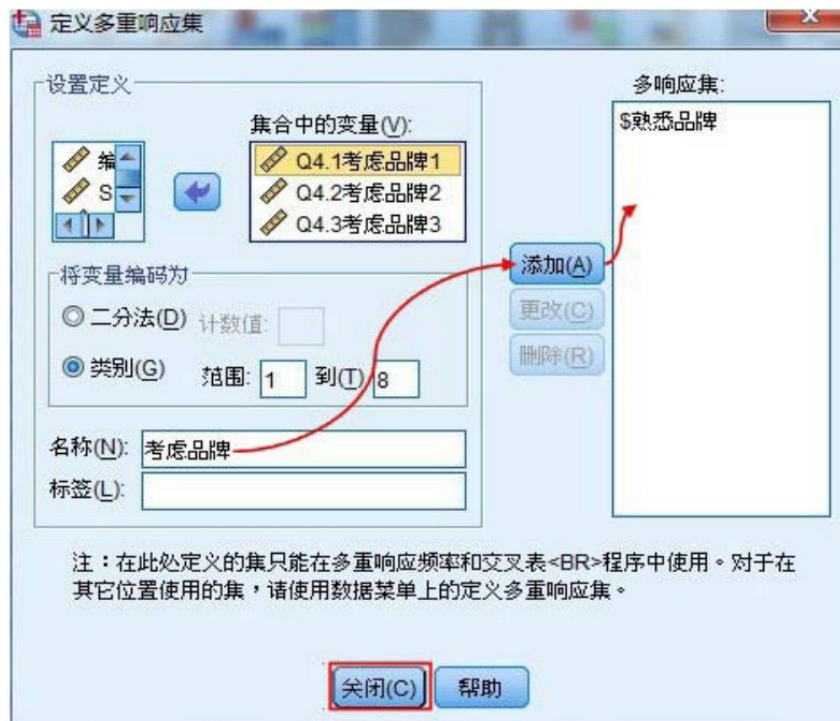 定义多重响应集
设置定义
编
S
集合中的变量(V):
Q4.1考虑品牌1
Q4.2考虑品牌2
Q4.3考虑品牌3
将变量编码为
二分法(D) 计数值:
类别(G) 范围: 1 到(T) 8
名称(N): 考虑品牌
标签(L):
添加(A)
更改(C)
删除(R)
多响应集:
$熟悉品牌
注：在此处定义的集只能在多重响应频率和交叉表<BR>程序中使用。对于在
其它位置使用的集，请使用数据菜单上的定义多重响应集。
关闭(C) 帮助